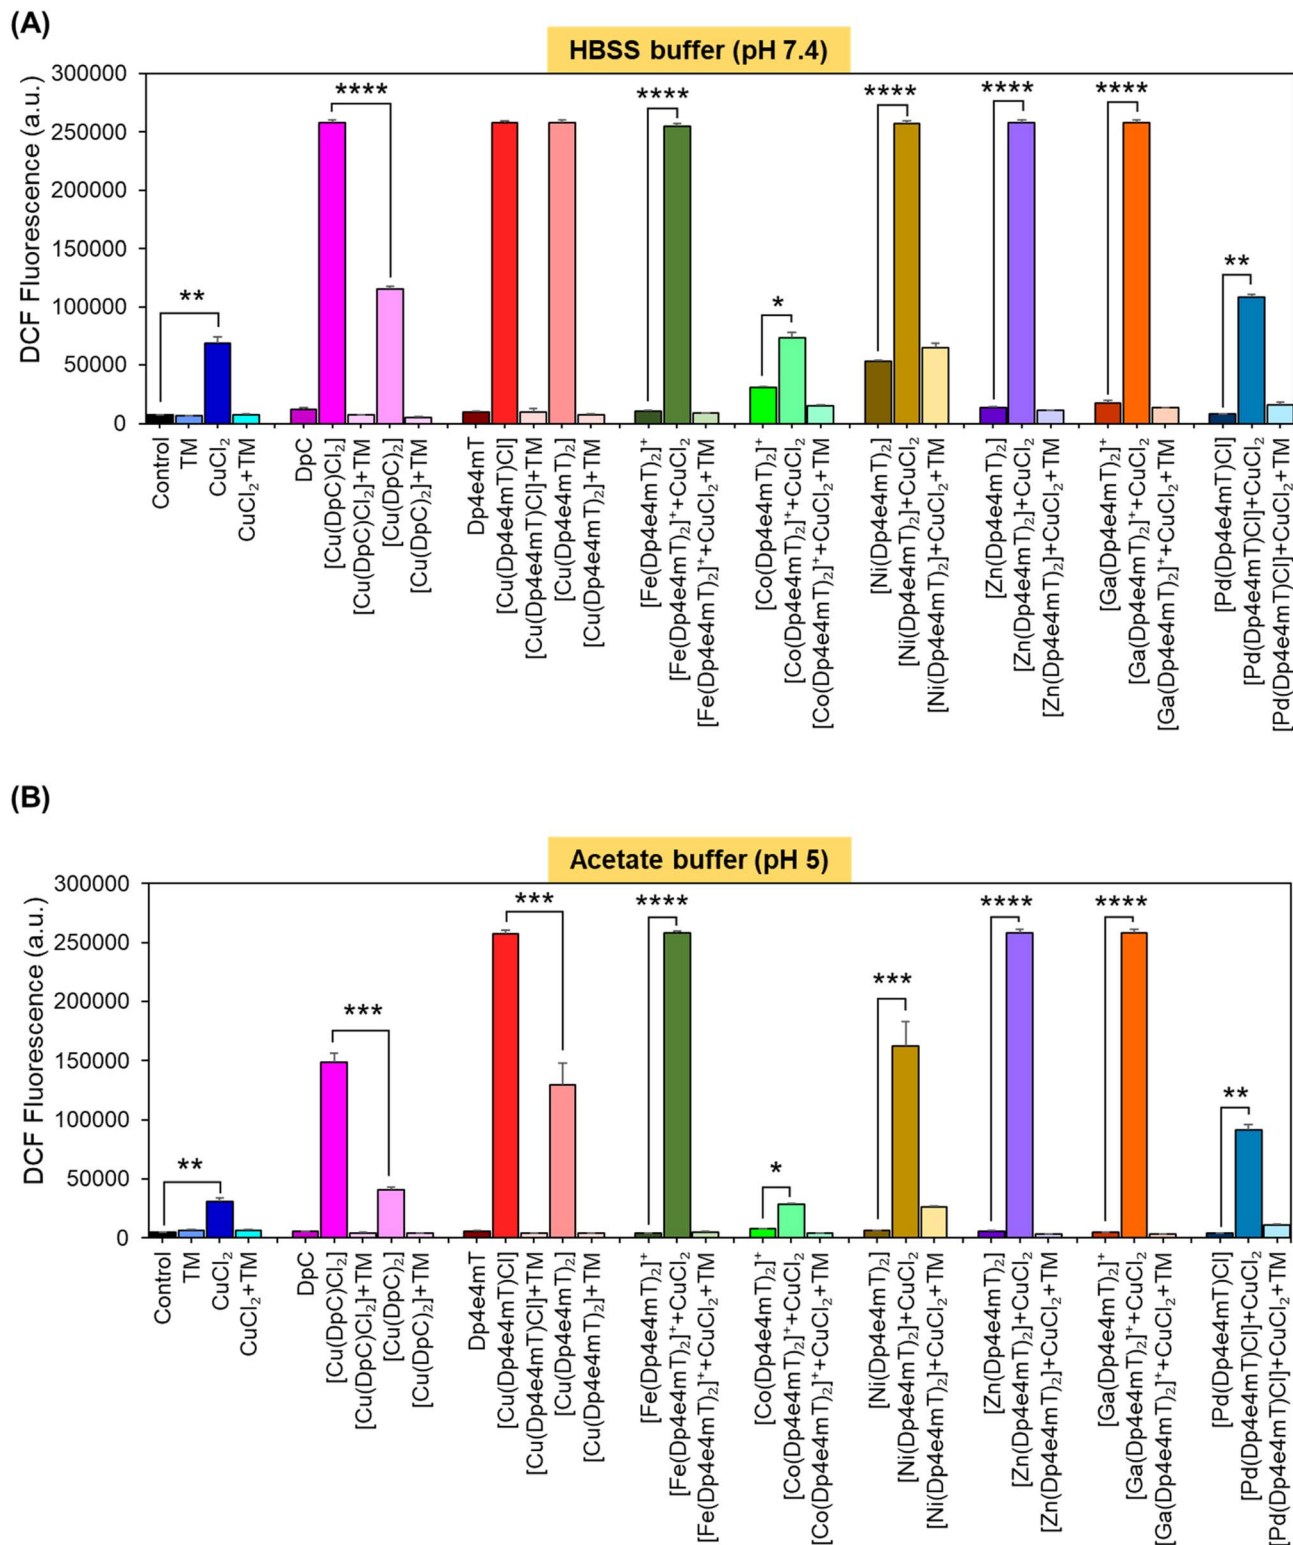 (A)
HBSS buffer (pH 7.4)
DCF Fluorescence (a.u.)
300000
250000
200000
150000
100000
50000
0
**
****
****
*
****
****
****
**
Control
TM
CuCl₂
CuCl₂+TM
DpC
[Cu(DpC)Cl₂]
[Cu(DpC)Cl₂]+TM
[Cu(DpC)₂]
[Cu(DpC)₂]+TM
Dp4e4mT
[Cu(Dp4e4mT)Cl]
[Cu(Dp4e4mT)Cl]+TM
[Cu(Dp4e4mT)₂]
[Cu(Dp4e4mT)₂]+TM
[Fe(Dp4e4mT)₂]⁺
[Fe(Dp4e4mT)₂]⁺+CuCl₂
[Fe(Dp4e4mT)₂]⁺+CuCl₂+TM
[Co(Dp4e4mT)₂]⁺
[Co(Dp4e4mT)₂]⁺+CuCl₂
[Co(Dp4e4mT)₂]⁺+CuCl₂+TM
[Ni(Dp4e4mT)₂]
[Ni(Dp4e4mT)₂]+CuCl₂
[Ni(Dp4e4mT)₂]+CuCl₂+TM
[Zn(Dp4e4mT)₂]
[Zn(Dp4e4mT)₂]+CuCl₂
[Zn(Dp4e4mT)₂]+CuCl₂+TM
[Ga(Dp4e4mT)₂]⁺
[Ga(Dp4e4mT)₂]⁺+CuCl₂
[Ga(Dp4e4mT)₂]⁺+CuCl₂+TM
[Pd(Dp4e4mT)Cl]
[Pd(Dp4e4mT)Cl]+CuCl₂
[Pd(Dp4e4mT)Cl]+CuCl₂+TM
(B)
Acetate buffer (pH 5)
DCF Fluorescence (a.u.)
300000
250000
200000
150000
100000
50000
0
**
***
***
****
*
***
****
****
**
Control
TM
CuCl₂
CuCl₂+TM
DpC
[Cu(DpC)Cl₂]
[Cu(DpC)Cl₂]+TM
[Cu(DpC)₂]
[Cu(DpC)₂]+TM
Dp4e4mT
[Cu(Dp4e4mT)Cl]
[Cu(Dp4e4mT)Cl]+TM
[Cu(Dp4e4mT)₂]
[Cu(Dp4e4mT)₂]+TM
[Fe(Dp4e4mT)₂]⁺
[Fe(Dp4e4mT)₂]⁺+CuCl₂
[Fe(Dp4e4mT)₂]⁺+CuCl₂+TM
[Co(Dp4e4mT)₂]⁺
[Co(Dp4e4mT)₂]⁺+CuCl₂
[Co(Dp4e4mT)₂]⁺+CuCl₂+TM
[Ni(Dp4e4mT)₂]
[Ni(Dp4e4mT)₂]+CuCl₂
[Ni(Dp4e4mT)₂]+CuCl₂+TM
[Zn(Dp4e4mT)₂]
[Zn(Dp4e4mT)₂]+CuCl₂
[Zn(Dp4e4mT)₂]+CuCl₂+TM
[Ga(Dp4e4mT)₂]⁺
[Ga(Dp4e4mT)₂]⁺+CuCl₂
[Ga(Dp4e4mT)₂]⁺+CuCl₂+TM
[Pd(Dp4e4mT)Cl]
[Pd(Dp4e4mT)Cl]+CuCl₂
[Pd(Dp4e4mT)Cl]+CuCl₂+TM